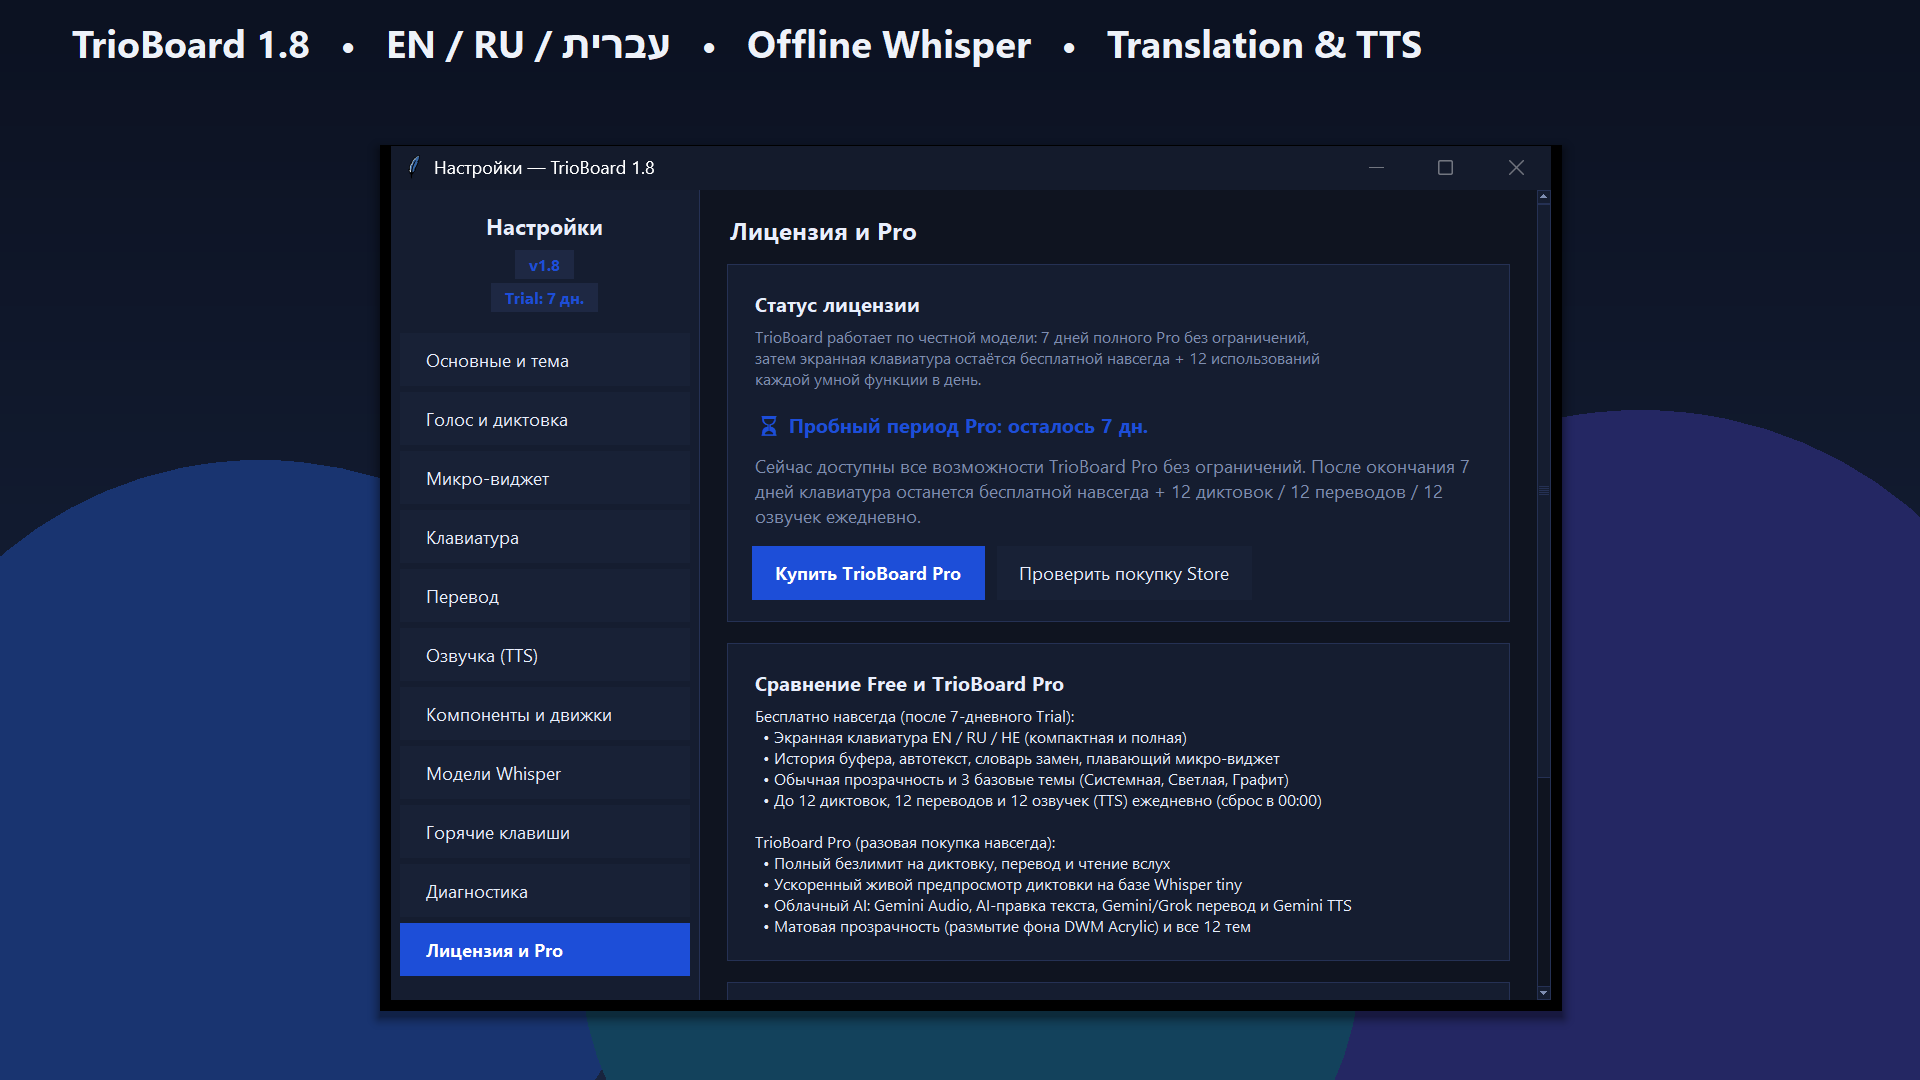 TrioBoard 1.8 • EN / RU / עברית • Offline Whisper • Translation & TTS
Настройки — TrioBoard 1.8
Настройки
v1.8
Trial: 7 дн.
Основные и тема
Голос и диктовка
Микро-виджет
Клавиатура
Перевод
Озвучка (TTS)
Компоненты и движки
Модели Whisper
Горячие клавиши
Диагностика
Лицензия и Pro
Лицензия и Pro
Статус лицензии
TrioBoard работает по честной модели: 7 дней полного Pro без ограничений,
затем экранная клавиатура остаётся бесплатной навсегда + 12 использований
каждой умной функции в день.
Пробный период Pro: осталось 7 дн.
Сейчас доступны все возможности TrioBoard Pro без ограничений. После окончания 7
дней клавиатура останется бесплатной навсегда + 12 диктовок / 12 переводов / 12
озвучек ежедневно.
Купить TrioBoard Pro
Проверить покупку Store
Сравнение Free и TrioBoard Pro
Бесплатно навсегда (после 7-дневного Trial):
• Экранная клавиатура EN / RU / HE (компактная и полная)
• История буфера, автотекст, словарь замен, плавающий микро-виджет
• Обычная прозрачность и 3 базовые темы (Системная, Светлая, Графит)
• До 12 диктовок, 12 переводов и 12 озвучек (TTS) ежедневно (сброс в 00:00)
TrioBoard Pro (разовая покупка навсегда):
• Полный безлимит на диктовку, перевод и чтение вслух
• Ускоренный живой предпросмотр диктовки на базе Whisper tiny
• Облачный AI: Gemini Audio, AI-правка текста, Gemini/Grok перевод и Gemini TTS
• Матовая прозрачность (размытие фона DWM Acrylic) и все 12 тем